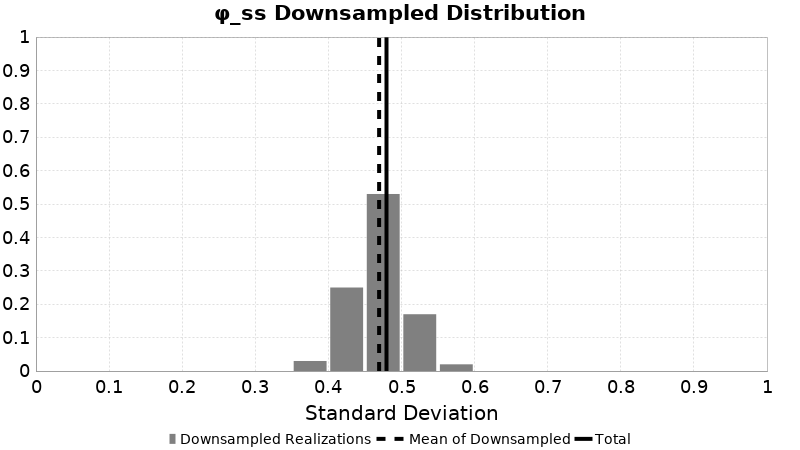 φ_ss Downsampled Distribution
1
0.9
0.8
0.7
0.6
0.5
0.4
0.3
0.2
0.1
0
0 0.1 0.2 0.3 0.4 0.5 0.6 0.7 0.8 0.9 1
Standard Deviation
Downsampled Realizations Mean of Downsampled Total